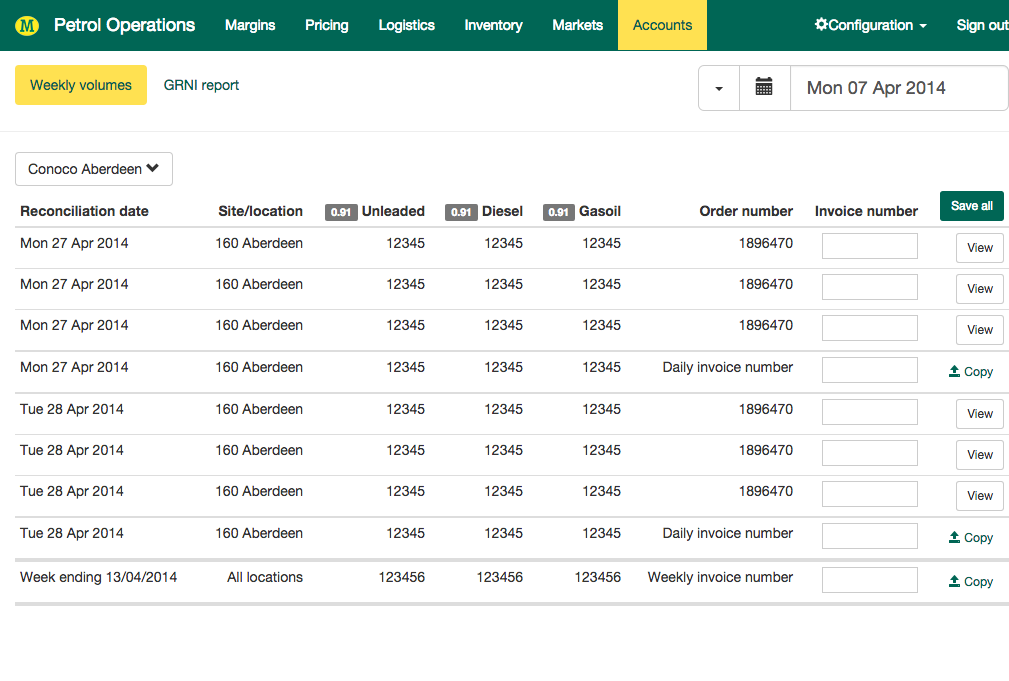 M Petrol Operations Margins Pricing Logistics Inventory Markets Accounts Configuration Sign out
Weekly volumes GRNI report Mon 07 Apr 2014
Conoco Aberdeen
Reconciliation date Site/location 0.91 Unleaded 0.91 Diesel 0.91 Gasoil Order number Invoice number Save all
Mon 27 Apr 2014 160 Aberdeen 12345 12345 12345 1896470 View
Mon 27 Apr 2014 160 Aberdeen 12345 12345 12345 1896470 View
Mon 27 Apr 2014 160 Aberdeen 12345 12345 12345 1896470 View
Mon 27 Apr 2014 160 Aberdeen 12345 12345 12345 Daily invoice number Copy
Tue 28 Apr 2014 160 Aberdeen 12345 12345 12345 1896470 View
Tue 28 Apr 2014 160 Aberdeen 12345 12345 12345 1896470 View
Tue 28 Apr 2014 160 Aberdeen 12345 12345 12345 1896470 View
Tue 28 Apr 2014 160 Aberdeen 12345 12345 12345 Daily invoice number Copy
Week ending 13/04/2014 All locations 123456 123456 123456 Weekly invoice number Copy